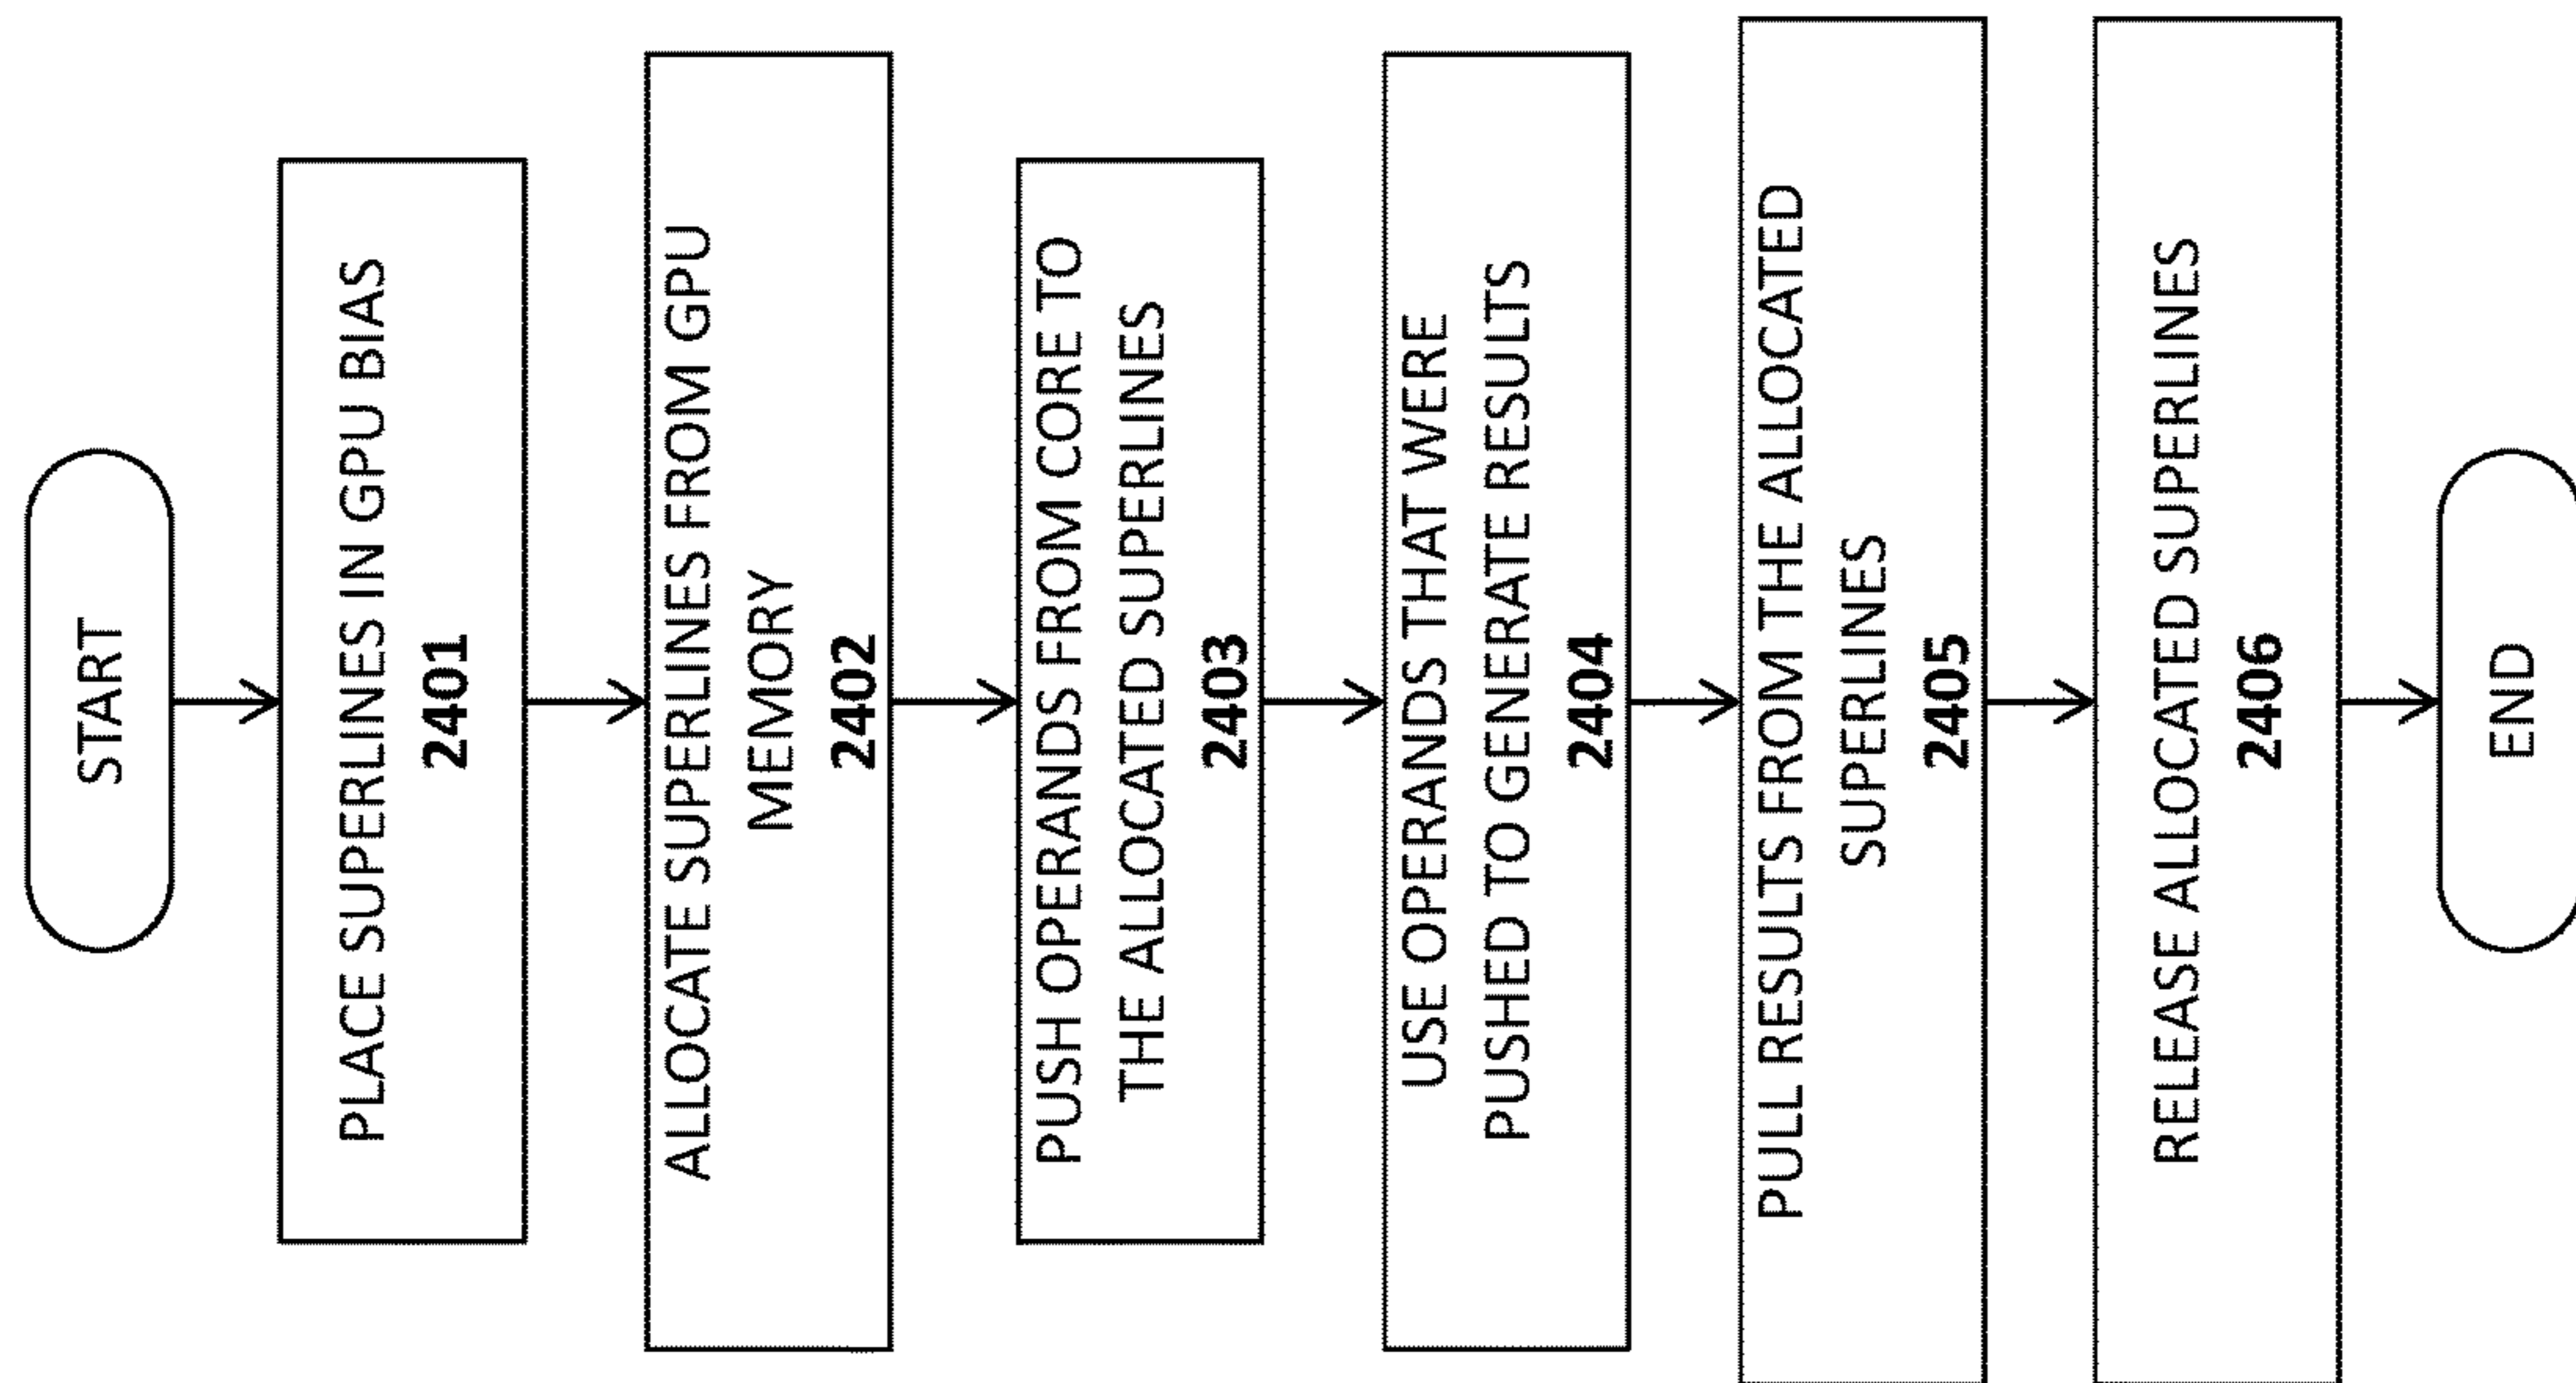 START
PLACE SUPERLINES IN GPU BIAS
2401
ALLOCATE SUPERLINES FROM GPU
MEMORY
2402
PUSH OPERANDS FROM CORE TO
THE ALLOCATED SUPERLINES
2403
USE OPERANDS THAT WERE
PUSHED TO GENERATE RESULTS
2404
PULL RESULTS FROM THE ALLOCATED
SUPERLINES
2405
RELEASE ALLOCATED SUPERLINES
2406
END